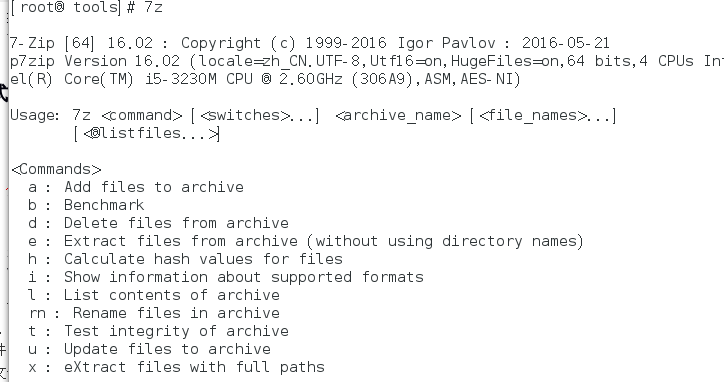 [root@ tools]# 7z
7-Zip [64] 16.02 : Copyright (c) 1999-2016 Igor Pavlov : 2016-05-21
p7zip Version 16.02 (locale=zh_CN.UTF-8,Utf16=on,HugeFiles=on,64 bits,4 CPUs Int
el(R) Core(TM) i5-3230M CPU @ 2.60GHz (306A9),ASM,AES-NI)
Usage: 7z <command> [<switches>...] <archive_name> [<file_names>...]
[<@listfiles...>]
<Commands>
a : Add files to archive
b : Benchmark
d : Delete files from archive
e : Extract files from archive (without using directory names)
h : Calculate hash values for files
i : Show information about supported formats
l : List contents of archive
rn : Rename files in archive
t : Test integrity of archive
u : Update files to archive
x : eXtract files with full paths